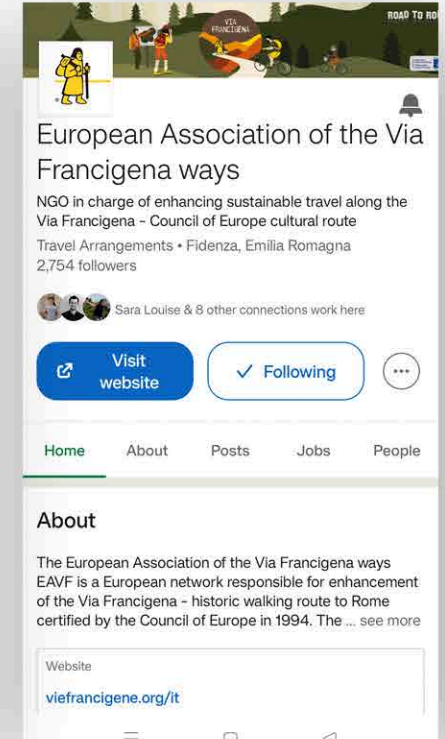 ROAD TO RO
VIA
FRANCIGENA
European Association of the Via
Francigena ways
NGO in charge of enhancing sustainable travel along the
Via Francigena - Council of Europe cultural route
Travel Arrangements • Fidenza, Emilia Romagna
2,754 followers
Sara Louise & 8 other connections work here
Visit
website
Following
Home About Posts Jobs People
About
The European Association of the Via Francigena ways
EAVF is a European network responsible for enhancement
of the Via Francigena - historic walking route to Rome
certified by the Council of Europe in 1994. The ... see more
Website
viefrancigene.org/it